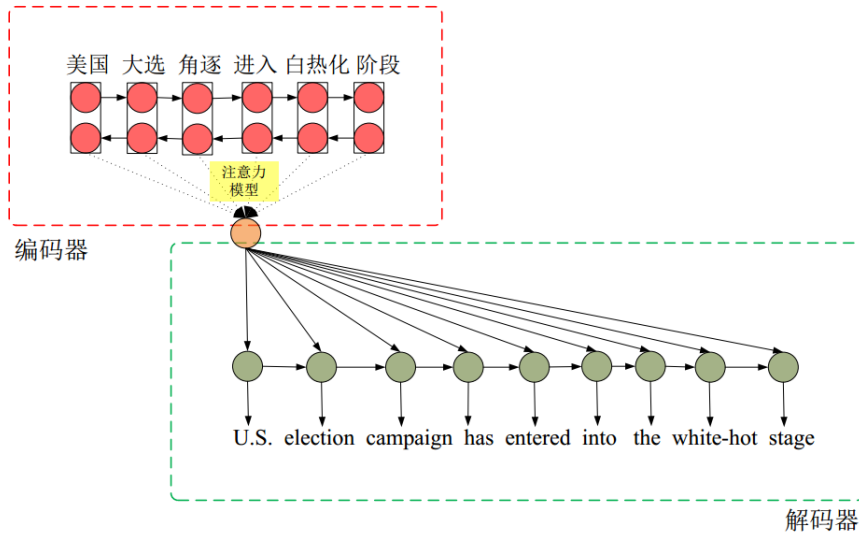 美国 大选 角逐 进入 白热化 阶段
注意力
模型
编码器
U.S. election campaign has entered into the white-hot stage
解码器